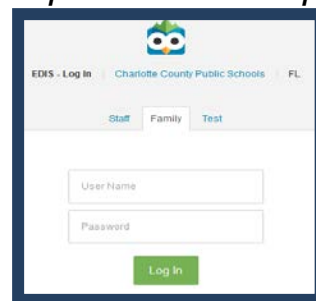 EDIS - Log In | Charlotte County Public Schools | FL
Staff Family Test
User Name
Password
Log In